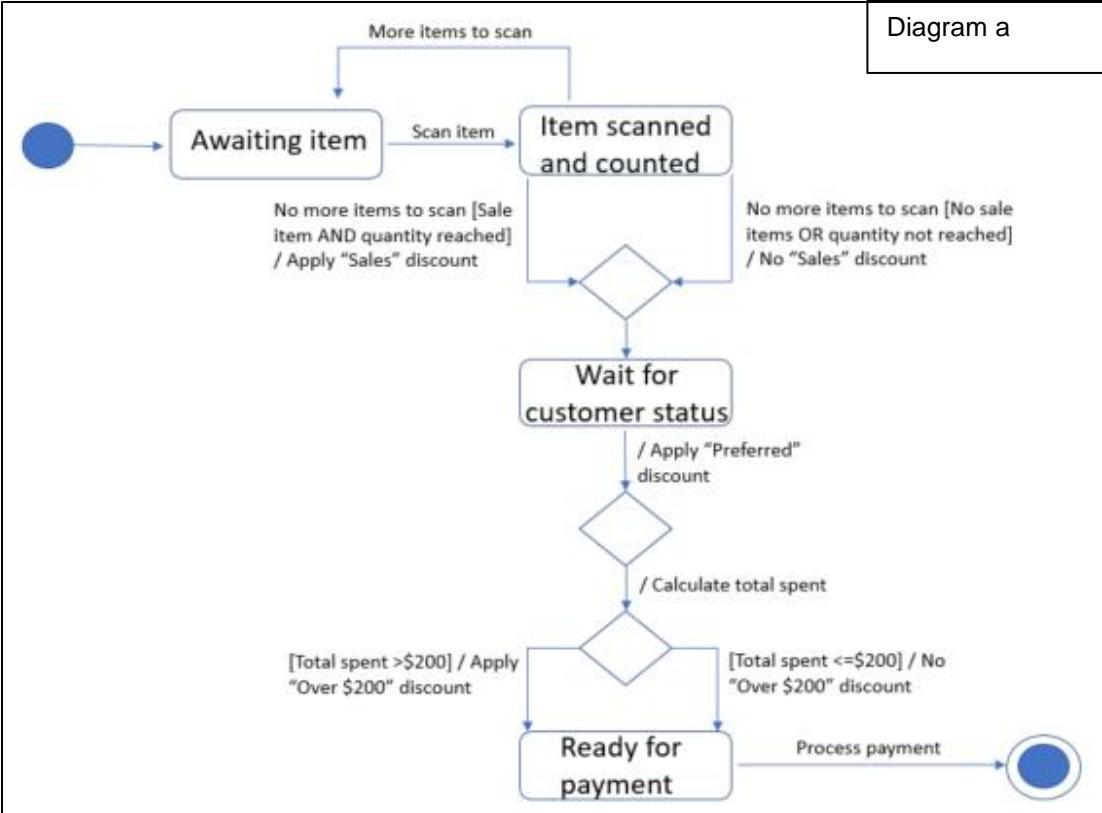 Diagram a
More items to scan
Awaiting item
Scan item
Item scanned
and counted
No more items to scan [Sale
item AND quantity reached]
/ Apply “Sales” discount
No more items to scan [No sale
items OR quantity not reached]
/ No “Sales” discount
Wait for
customer status
/ Apply “Preferred”
discount
/ Calculate total spent
[Total spent >$200] / Apply
“Over $200” discount
[Total spent <=$200] / No
“Over $200” discount
Ready for
payment
Process payment